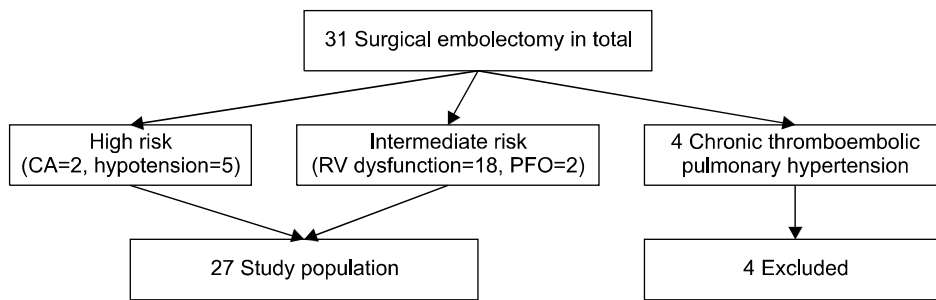 31 Surgical embolectomy in total
High risk
(CA=2, hypotension=5)
Intermediate risk
(RV dysfunction=18, PFO=2)
4 Chronic thromboembolic
pulmonary hypertension
27 Study population
4 Excluded